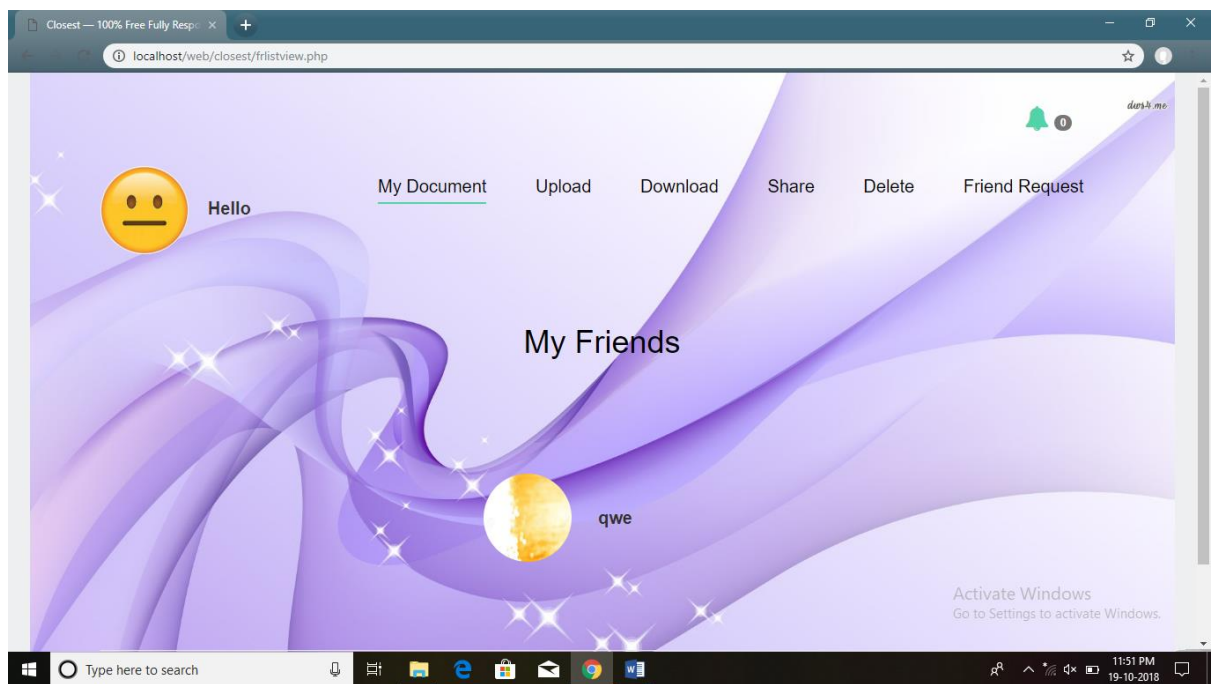 Closest — 100% Free Fully Respo
localhost/web/closest/frlistview.php
dws4.me
0
My Document Upload Download Share Delete Friend Request
Hello
My Friends
qwe
Activate Windows
Go to Settings to activate Windows.
Type here to search
11:51 PM
19-10-2018